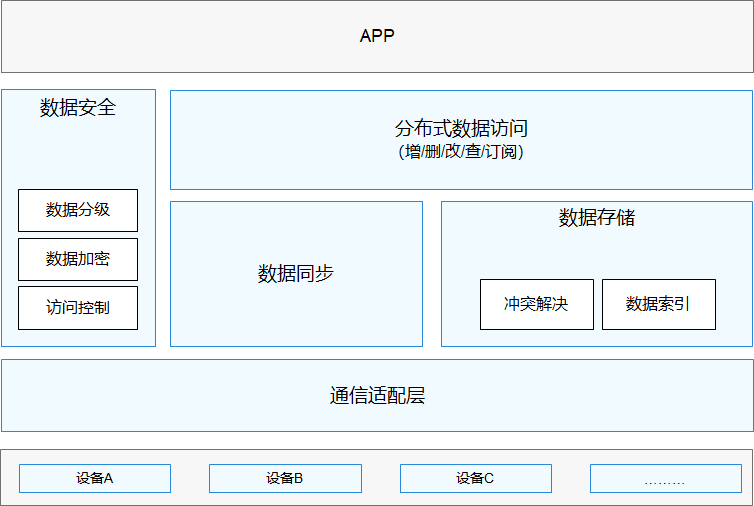 APP
数据安全
数据分级
数据加密
访问控制
分布式数据访问
(增/删/改/查/订阅)
数据同步
数据存储
冲突解决
数据索引
通信适配层
设备A
设备B
设备C
………